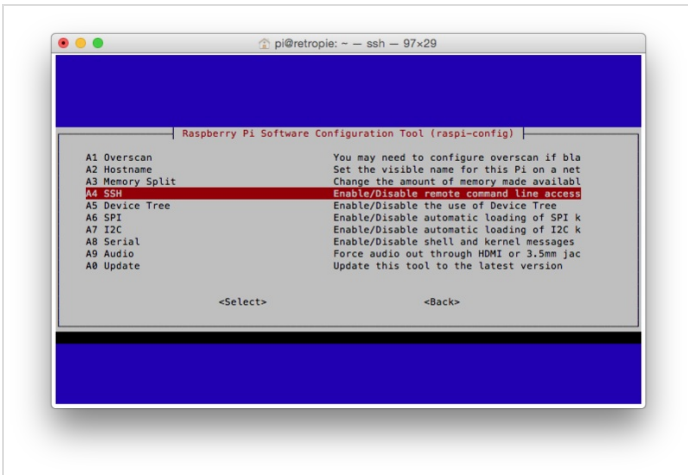 pi@retropie: ~ — ssh — 97×29
Raspberry Pi Software Configuration Tool (raspi-config)
A1 Overscan You may need to configure overscan if bla
A2 Hostname Set the visible name for this Pi on a net
A3 Memory Split Change the amount of memory made availabl
A4 SSH Enable/Disable remote command line access
A5 Device Tree Enable/Disable the use of Device Tree
A6 SPI Enable/Disable automatic loading of SPI k
A7 I2C Enable/Disable automatic loading of I2C k
A8 Serial Enable/Disable shell and kernel messages
A9 Audio Force audio out through HDMI or 3.5mm jac
A0 Update Update this tool to the latest version
<Select> <Back>